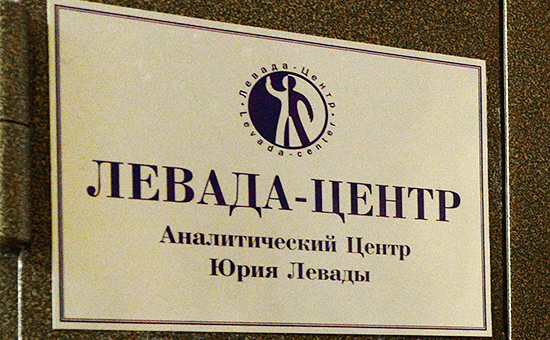 Левада-Центр
Levada-center
ЛЕВАДА-ЦЕНТР
Аналитический Центр
Юрия Левады